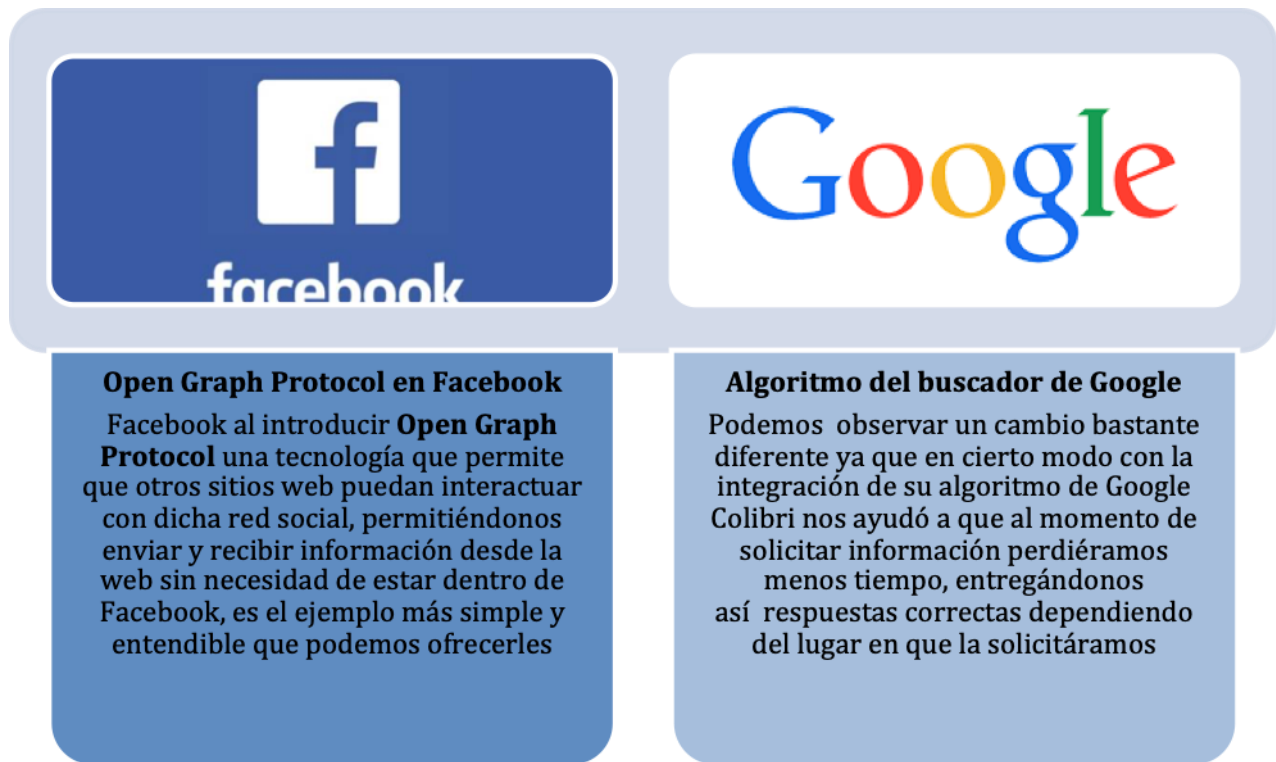 f
facebook
Google
Open Graph Protocol en Facebook
Facebook al introducir Open Graph
Protocol una tecnología que permite
que otros sitios web puedan interactuar
con dicha red social, permitiéndonos
enviar y recibir información desde la
web sin necesidad de estar dentro de
Facebook, es el ejemplo más simple y
entendible que podemos ofrecerles
Algoritmo del buscador de Google
Podemos observar un cambio bastante
diferente ya que en cierto modo con la
integración de su algoritmo de Google
Colibri nos ayudó a que al momento de
solicitar información perdiéramos
menos tiempo, entregándonos
así respuestas correctas dependiendo
del lugar en que la solicitáramos